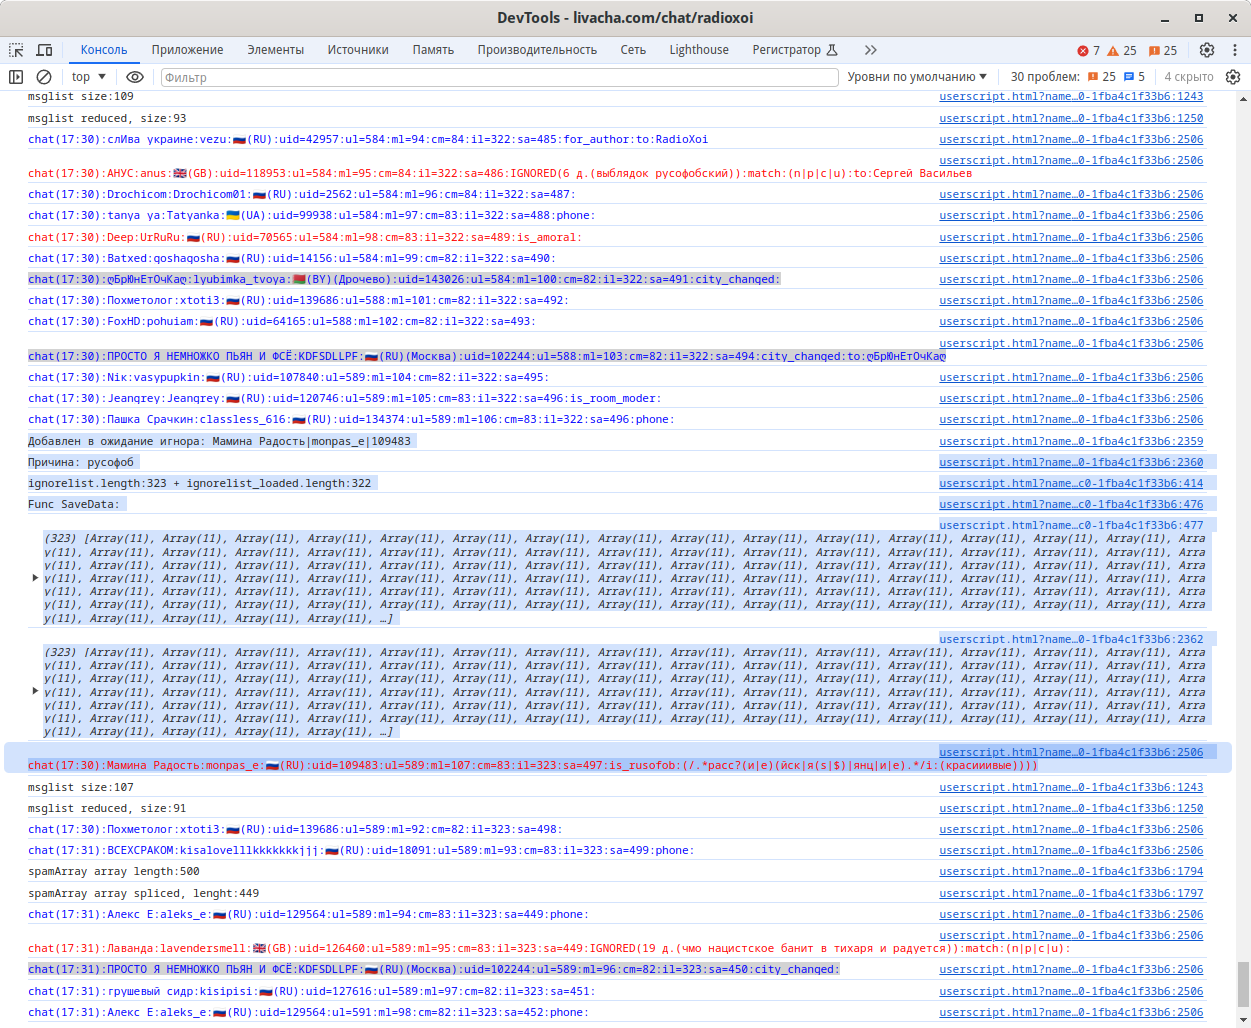 DevTools - livacha.com/chat/radioxoi
Консоль Приложение Элементы Источники Память Производительность Сеть Lighthouse Регистратор 7 25 25
top Фильтр Уровни по умолчанию 30 проблем: 25 5 4 скрыто
msglist size:109 userscript.html?name…0-1fba4c1f33b6:1243
msglist reduced, size:93 userscript.html?name…0-1fba4c1f33b6:1250
chat(17:30):слИва украине:vezu:🇷🇺(RU):uid=42957:ul=584:ml=94:cm=84:il=322:sa=485:for_author:to:RadioXoi userscript.html?name…0-1fba4c1f33b6:2506
userscript.html?name…0-1fba4c1f33b6:2506
chat(17:30):АНУС:anus:🇬🇧(GB):uid=118953:ul=584:ml=95:cm=84:il=322:sa=486:IGNORED(6 д.(выблядок русофобский)):match:(n|p|c|u):to:Сергей Васильев
chat(17:30):Drochicom:Drochicom01:🇷🇺(RU):uid=2562:ul=584:ml=96:cm=84:il=322:sa=487: userscript.html?name…0-1fba4c1f33b6:2506
chat(17:30):tanya ya:Tatyanka:🇺🇦(UA):uid=99938:ul=584:ml=97:cm=83:il=322:sa=488:phone: userscript.html?name…0-1fba4c1f33b6:2506
chat(17:30):Deep:UrRuRu:🇷🇺(RU):uid=70565:ul=584:ml=98:cm=83:il=322:sa=489:is_amoral: userscript.html?name…0-1fba4c1f33b6:2506
chat(17:30):Batxed:qoshaqosha:🇷🇺(RU):uid=14156:ul=584:ml=99:cm=82:il=322:sa=490: userscript.html?name…0-1fba4c1f33b6:2506
chat(17:30):ღБрЮнЕтОчКаღ:lyubimka_tvoya:🇧🇾(BY)(Дрочево):uid=143026:ul=584:ml=100:cm=82:il=322:sa=491:city_changed: userscript.html?name…0-1fba4c1f33b6:2506
chat(17:30):Похметолог:xtoti3:🇷🇺(RU):uid=139686:ul=588:ml=101:cm=82:il=322:sa=492: userscript.html?name…0-1fba4c1f33b6:2506
chat(17:30):FoxHD:pohuiam:🇷🇺(RU):uid=64165:ul=588:ml=102:cm=82:il=322:sa=493: userscript.html?name…0-1fba4c1f33b6:2506
userscript.html?name…0-1fba4c1f33b6:2506
chat(17:30):ПРОСТО Я НЕМНОЖКО ПЬЯН И ФСЁ:KDFSDLLPF:🇷🇺(RU)(Москва):uid=102244:ul=588:ml=103:cm=82:il=322:sa=494:city_changed:to:ღБрЮнЕтОчКаღ
chat(17:30):Nік:vasypupkin:🇷🇺(RU):uid=107840:ul=589:ml=104:cm=82:il=322:sa=495: userscript.html?name…0-1fba4c1f33b6:2506
chat(17:30):Jeangrey:Jeangrey:🇷🇺(RU):uid=120746:ul=589:ml=105:cm=83:il=322:sa=496:is_room_moder: userscript.html?name…0-1fba4c1f33b6:2506
chat(17:30):Пашка Срачкин:classless_616:🇷🇺(RU):uid=134374:ul=589:ml=106:cm=83:il=322:sa=496:phone: userscript.html?name…0-1fba4c1f33b6:2506
Добавлен в ожидание игнора: Мамина Радость|monpas_e|109483 userscript.html?name…0-1fba4c1f33b6:2359
Причина: русофоб userscript.html?name…0-1fba4c1f33b6:2360
ignorelist.length:323 + ignorelist_loaded.length:322 userscript.html?name…c0-1fba4c1f33b6:414
Func SaveData: userscript.html?name…c0-1fba4c1f33b6:476
userscript.html?name…c0-1fba4c1f33b6:477
(323) [Array(11), Array(11), Array(11), Array(11), Array(11), Array(11), Array(11), Array(11), Array(11), Array(11), Array(11), Array(11), Array(11), Array(11), Array(11), Arra
y(11), Array(11), Array(11), Array(11), Array(11), Array(11), Array(11), Array(11), Array(11), Array(11), Array(11), Array(11), Array(11), Array(11), Array(11), Array(11), Arra
y(11), Array(11), Array(11), Array(11), Array(11), Array(11), Array(11), Array(11), Array(11), Array(11), Array(11), Array(11), Array(11), Array(11), Array(11), Array(11), Arra
y(11), Array(11), Array(11), Array(11), Array(11), Array(11), Array(11), Array(11), Array(11), Array(11), Array(11), Array(11), Array(11), Array(11), Array(11), Array(11), Arra
y(11), Array(11), Array(11), Array(11), Array(11), Array(11), Array(11), Array(11), Array(11), Array(11), Array(11), Array(11), Array(11), Array(11), Array(11), Array(11), Arra
y(11), Array(11), Array(11), Array(11), Array(11), Array(11), Array(11), Array(11), Array(11), Array(11), Array(11), Array(11), Array(11), Array(11), Array(11), Array(11), Arra
y(11), Array(11), Array(11), Array(11), Array(11), …]
userscript.html?name…0-1fba4c1f33b6:2362
(323) [Array(11), Array(11), Array(11), Array(11), Array(11), Array(11), Array(11), Array(11), Array(11), Array(11), Array(11), Array(11), Array(11), Array(11), Array(11), Arra
y(11), Array(11), Array(11), Array(11), Array(11), Array(11), Array(11), Array(11), Array(11), Array(11), Array(11), Array(11), Array(11), Array(11), Array(11), Array(11), Arra
y(11), Array(11), Array(11), Array(11), Array(11), Array(11), Array(11), Array(11), Array(11), Array(11), Array(11), Array(11), Array(11), Array(11), Array(11), Array(11), Arra
y(11), Array(11), Array(11), Array(11), Array(11), Array(11), Array(11), Array(11), Array(11), Array(11), Array(11), Array(11), Array(11), Array(11), Array(11), Array(11), Arra
y(11), Array(11), Array(11), Array(11), Array(11), Array(11), Array(11), Array(11), Array(11), Array(11), Array(11), Array(11), Array(11), Array(11), Array(11), Array(11), Arra
y(11), Array(11), Array(11), Array(11), Array(11), Array(11), Array(11), Array(11), Array(11), Array(11), Array(11), Array(11), Array(11), Array(11), Array(11), Array(11), Arra
y(11), Array(11), Array(11), Array(11), Array(11), …]
userscript.html?name…0-1fba4c1f33b6:2506
chat(17:30):Мамина Радость:monpas_e:🇷🇺(RU):uid=109483:ul=589:ml=107:cm=83:il=323:sa=497:is_rusofob:(/.*расс?(и|е)(йск|я(s|$)|янц|и|е).*/i:(красиивые))))
msglist size:107 userscript.html?name…0-1fba4c1f33b6:1243
msglist reduced, size:91 userscript.html?name…0-1fba4c1f33b6:1250
chat(17:30):Похметолог:xtoti3:🇷🇺(RU):uid=139686:ul=589:ml=92:cm=82:il=323:sa=498: userscript.html?name…0-1fba4c1f33b6:2506
chat(17:31):ВСЕХСРАКОМ:kisalovelllkkkkkkkjjj:🇷🇺(RU):uid=18091:ul=589:ml=93:cm=83:il=323:sa=499:phone: userscript.html?name…0-1fba4c1f33b6:2506
spamArray array length:500 userscript.html?name…0-1fba4c1f33b6:1794
spamArray array spliced, lenght:449 userscript.html?name…0-1fba4c1f33b6:1797
chat(17:31):Алекс Е:aleks_e:🇷🇺(RU):uid=129564:ul=589:ml=94:cm=83:il=323:sa=449:phone: userscript.html?name…0-1fba4c1f33b6:2506
userscript.html?name…0-1fba4c1f33b6:2506
chat(17:31):Лаванда:lavendersmell:🇬🇧(GB):uid=126460:ul=589:ml=95:cm=83:il=323:sa=449:IGNORED(19 д.(чмо нацистское банит в тихаря и радуется)):match:(n|p|c|u):
chat(17:31):ПРОСТО Я НЕМНОЖКО ПЬЯН И ФСЁ:KDFSDLLPF:🇷🇺(RU)(Москва):uid=102244:ul=589:ml=96:cm=82:il=323:sa=450:city_changed: userscript.html?name…0-1fba4c1f33b6:2506
chat(17:31):грушевый сидр:kisipisi:🇷🇺(RU):uid=127616:ul=589:ml=97:cm=82:il=323:sa=451: userscript.html?name…0-1fba4c1f33b6:2506
chat(17:31):Алекс Е:aleks_e:🇷🇺(RU):uid=129564:ul=591:ml=98:cm=82:il=323:sa=452:phone: userscript.html?name…0-1fba4c1f33b6:2506